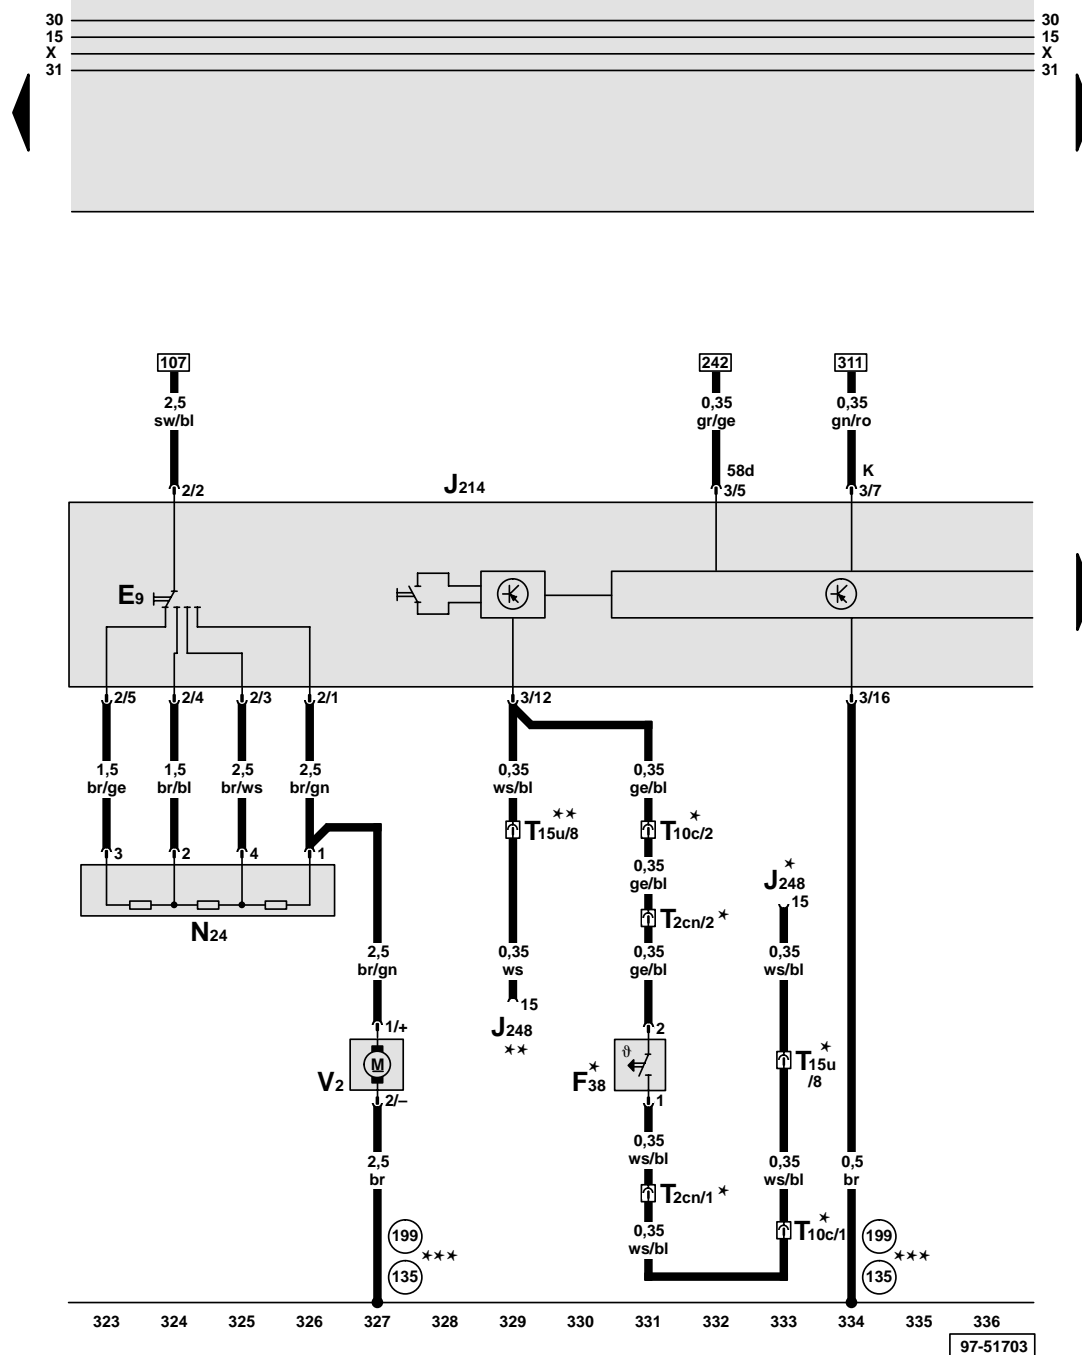 30 30
15 15
X X
31 31
107 242 311
2,5 0,35 0,35
sw/bl gr/ge gn/ro
58d K
2/2 J214 3/5 3/7
E9
2/5 2/4 2/3 2/1 3/12 3/16
1,5 1,5 2,5 2,5 0,35 0,35
br/ge br/bl br/ws br/gn ws/bl ge/bl
★★ ★
T15u/8 T10c/2
3 2 4 1
0,35
ge/bl
★
J248
15
T2cn/2 ★
N24
2,5 0,35 0,35 0,35
br/gn ws ge/bl ws/bl
15
J248
★★
1/+ 2
M ϑ
V2 F38 ★
T15u/8 ★
2/– 1
0,35
ws/bl
2,5 0,35 0,5
br ws/bl br
T2cn/1 ★
T10c/1 ★
0,35
ws/bl
199 199
★★★ ★★★
135 135
323 324 325 326 327 328 329 330 331 332 333 334 335 336
97-51703